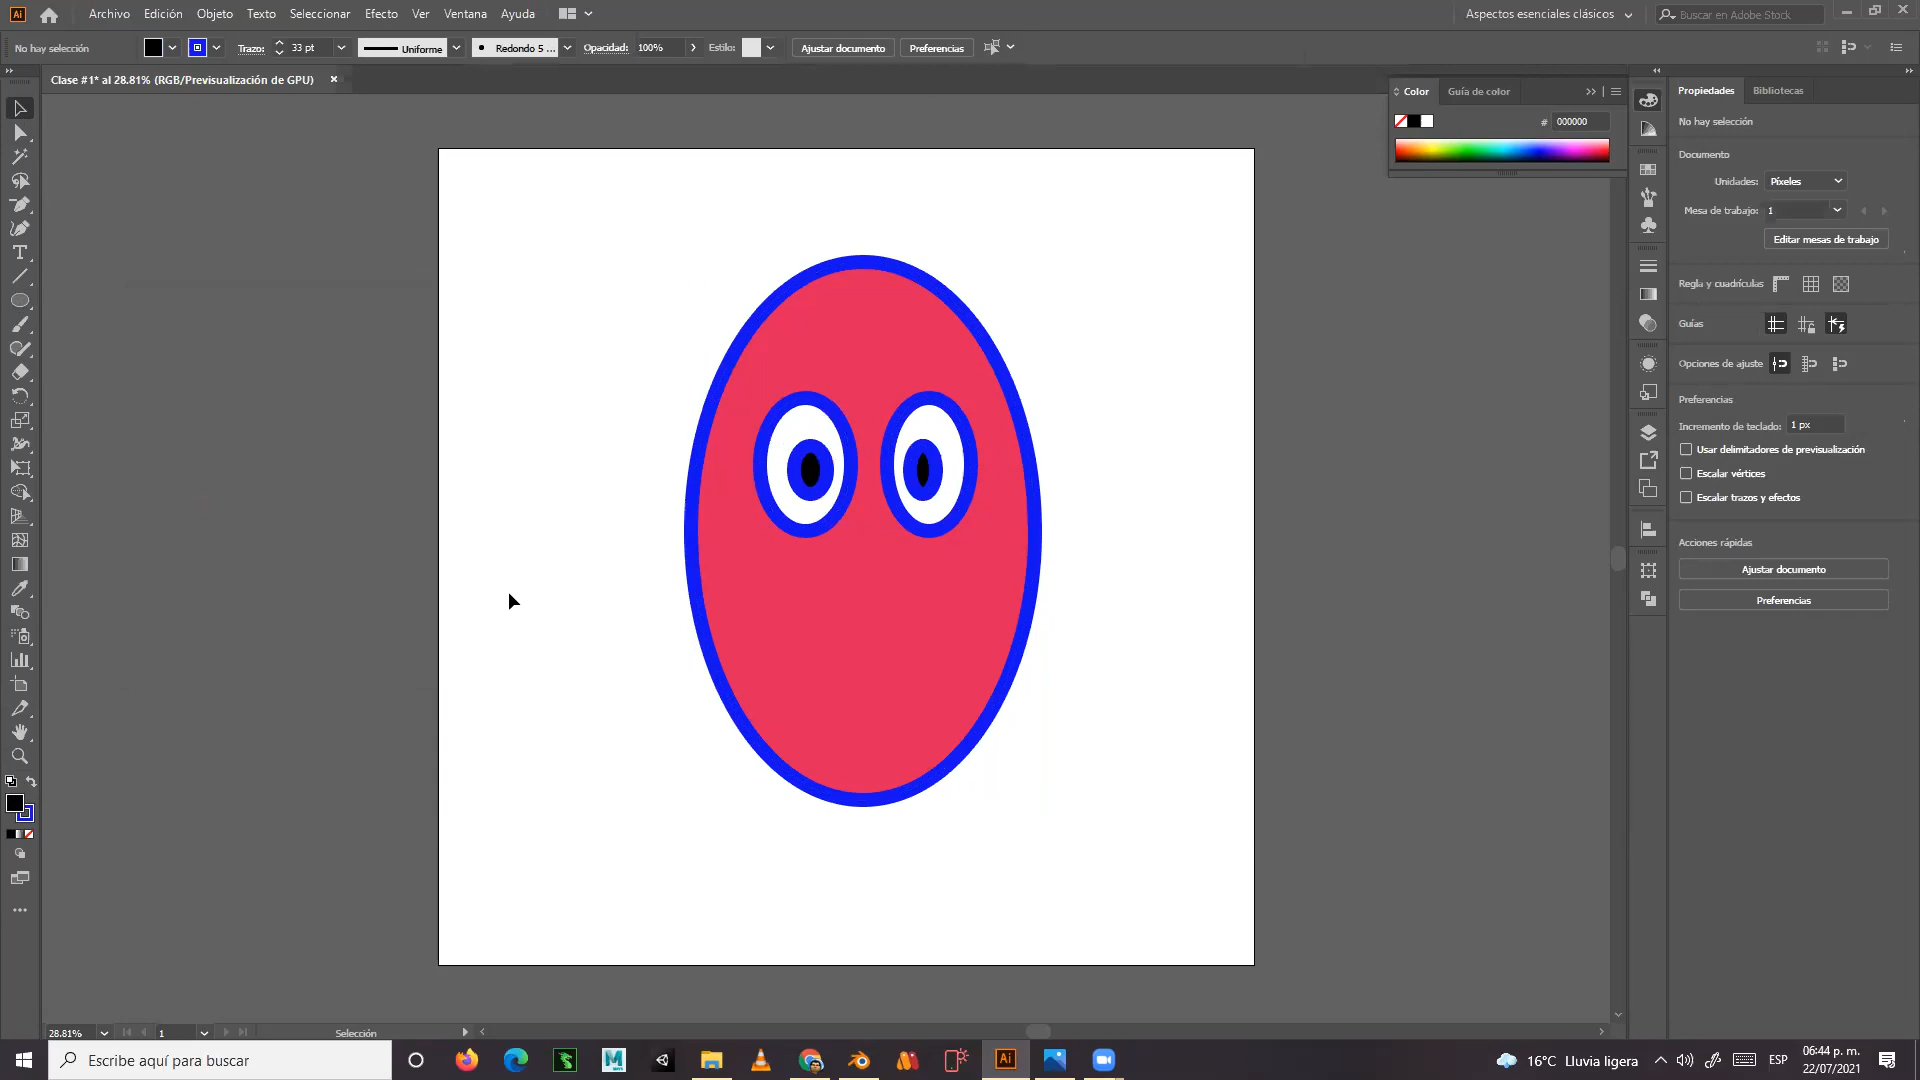 Ai Archivo Edición Objeto Texto Seleccionar Efecto Ver Ventana Ayuda Aspectos esenciales clásicos Buscar en Adobe Stock
No hay selección Trazo: 33 pt Uniforme Redondo 5 ... Opacidad: 100% Estilo: Ajustar documento Preferencias
Clase #1* al 28.81% (RGB/Previsualización de GPU)
Color Guía de color
# 000000
Propiedades Bibliotecas
No hay selección
Documento
Unidades: Píxeles
Mesa de trabajo: 1
Editar mesas de trabajo
Regla y cuadrículas
Guías
Opciones de ajuste
Preferencias
Incremento de teclado: 1 px
Usar delimitadores de previsualización
Escalar vértices
Escalar trazos y efectos
Acciones rápidas
Ajustar documento
Preferencias
28.81% 1 Selección
Escribe aquí para buscar
Ai
16°C Lluvia ligera
ESP
06:44 p. m.
22/07/2021